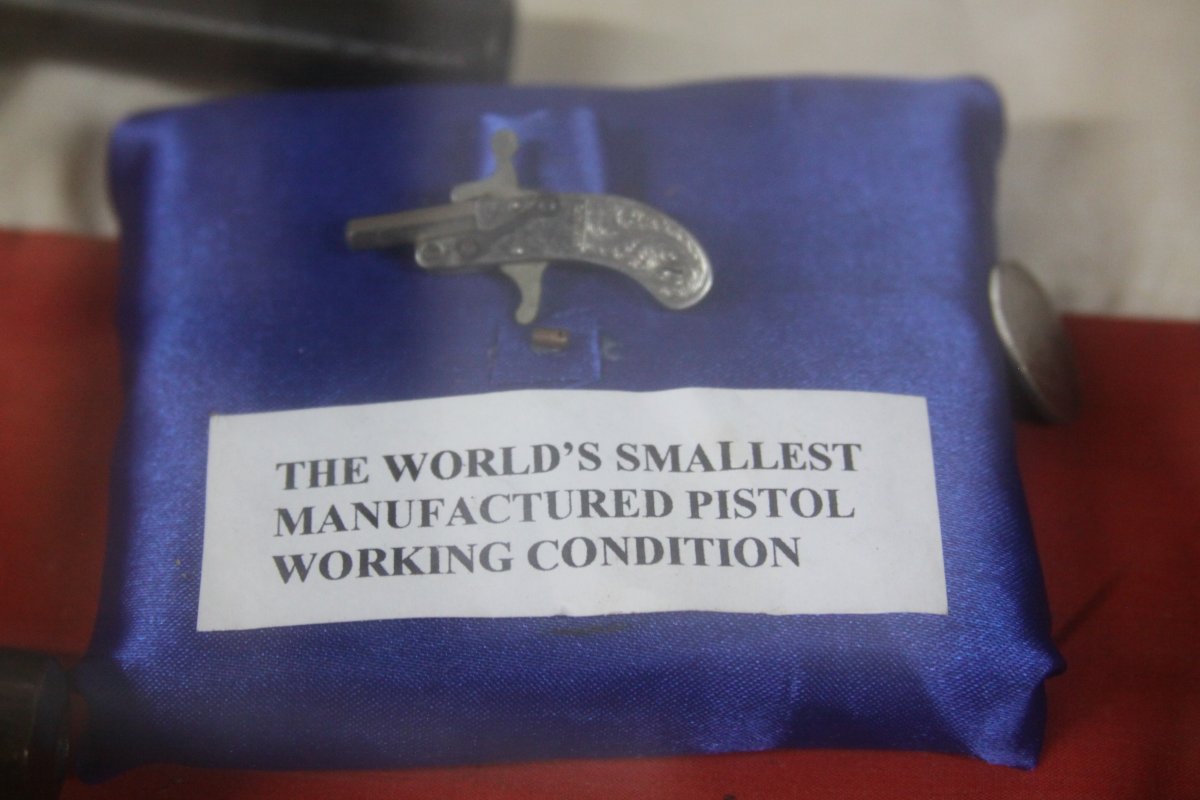 THE WORLD’S SMALLEST
MANUFACTURED PISTOL
WORKING CONDITION